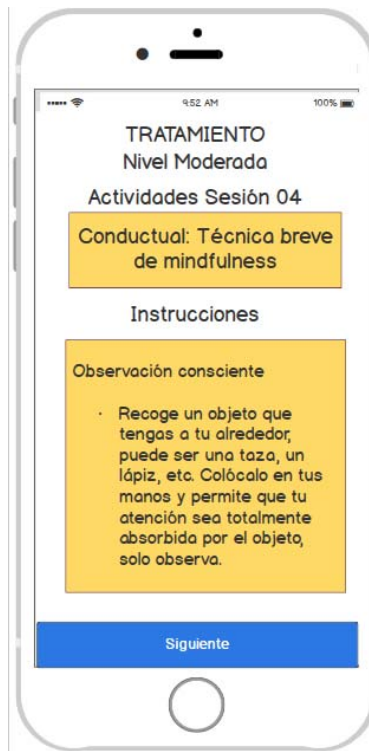 9:52 AM 100%
TRATAMIENTO
Nivel Moderada
Actividades Sesión 04
Conductual: Técnica breve
de mindfulness
Instrucciones
Observación consciente
· Recoge un objeto que
tengas a tu alrededor,
puede ser una taza, un
lápiz, etc. Colócalo en tus
manos y permite que tu
atención sea totalmente
absorbida por el objeto,
solo observa.
Siguiente